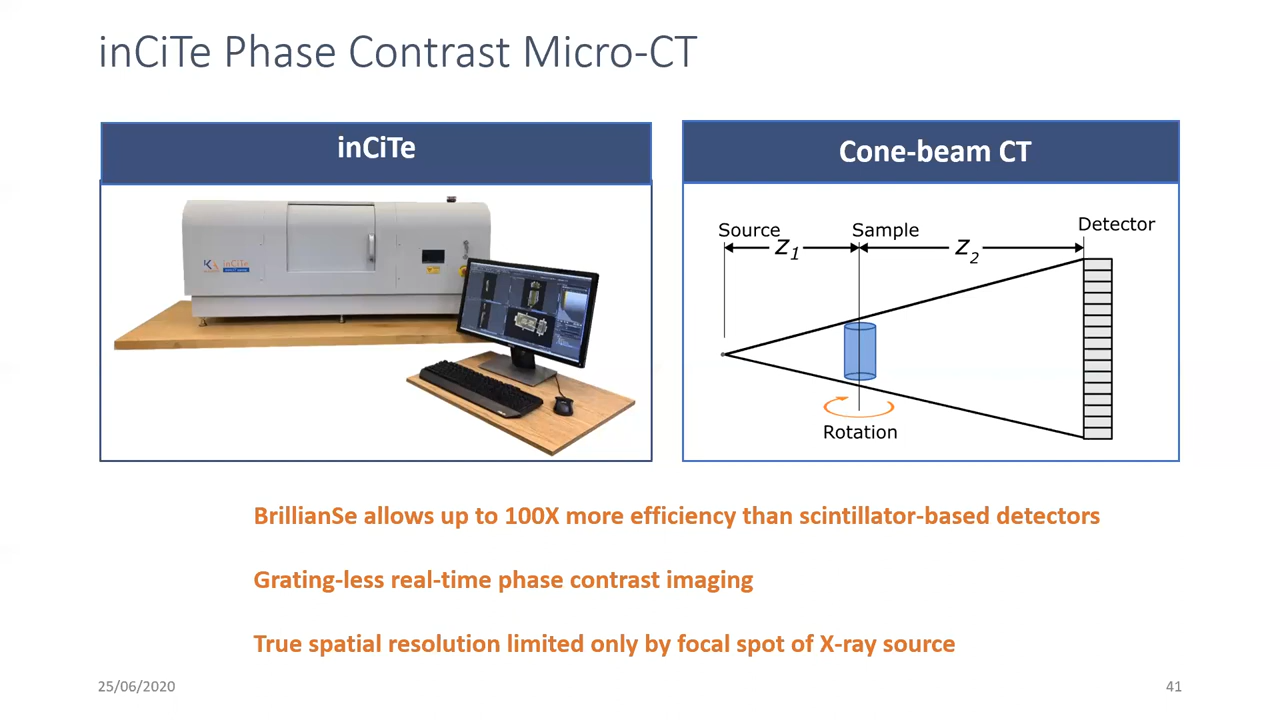 inCiTe Phase Contrast Micro-CT
inCiTe
Cone-beam CT
Source
Sample
Detector
z1
z2
Rotation
inCiTe
BrillianSe allows up to 100X more efficiency than scintillator-based detectors
Grating-less real-time phase contrast imaging
True spatial resolution limited only by focal spot of X-ray source
25/06/2020
41